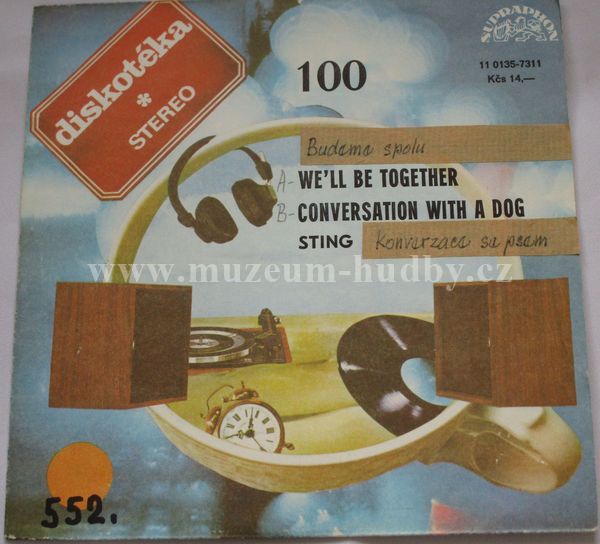 diskotéka
*
STEREO
SUPRAPHON
100
11 0135-7311
Kčs 14,—
Budeme spolu
A- WE'LL BE TOGETHER
B- CONVERSATION WITH A DOG
STING Konverzace se psem
www.muzeum-hudby.cz
552.